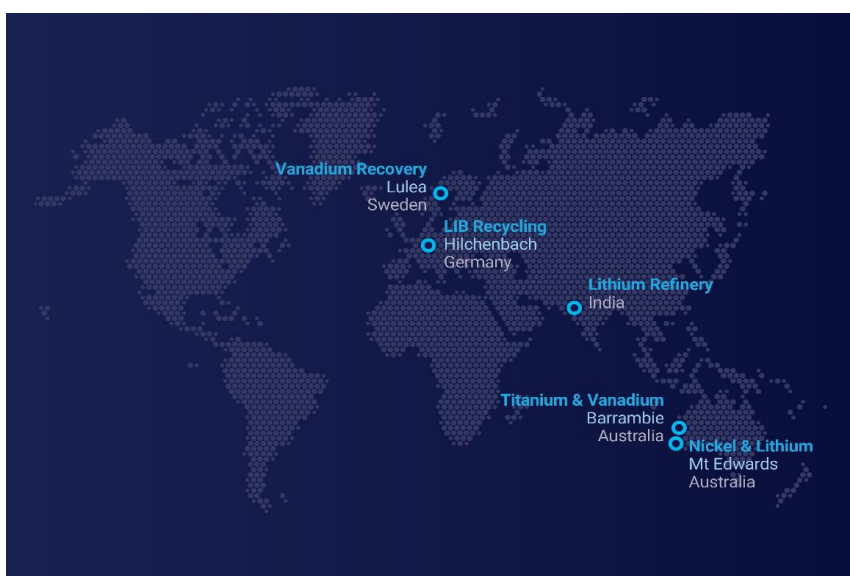 Vanadium Recovery
Lulea
Sweden
LIB Recycling
Hilchenbach
Germany
Lithium Refinery
India
Titanium & Vanadium
Barrambie
Australia
Nickel & Lithium
Mt Edwards
Australia